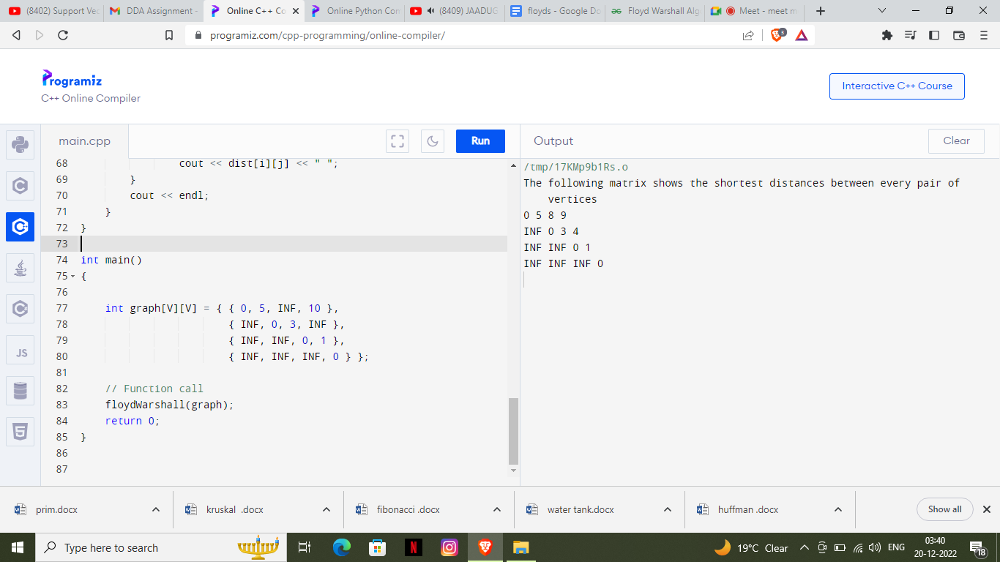 (8402) Support Vec
DDA Assignment -
Online C++ Co
Online Python Com
(8409) JAADUG
floyds - Google Do
Floyd Warshall Alg
Meet - meet m
programiz.com/cpp-programming/online-compiler/
3
Programiz
C++ Online Compiler
Interactive C++ Course
main.cpp
Run
Output
Clear
68 cout << dist[i][j] << " ";
69 }
70 cout << endl;
71 }
72 }
73
74 int main()
75 {
76
77 int graph[V][V] = { { 0, 5, INF, 10 },
78 { INF, 0, 3, INF },
79 { INF, INF, 0, 1 },
80 { INF, INF, INF, 0 } };
81
82 // Function call
83 floydWarshall(graph);
84 return 0;
85 }
86
87
JS
/tmp/17KMp9b1Rs.o
The following matrix shows the shortest distances between every pair of
vertices
0 5 8 9
INF 0 3 4
INF INF 0 1
INF INF INF 0
prim.docx
kruskal .docx
fibonacci .docx
water tank.docx
huffman .docx
Show all
Type here to search
19°C Clear
ENG
03:40
20-12-2022
18